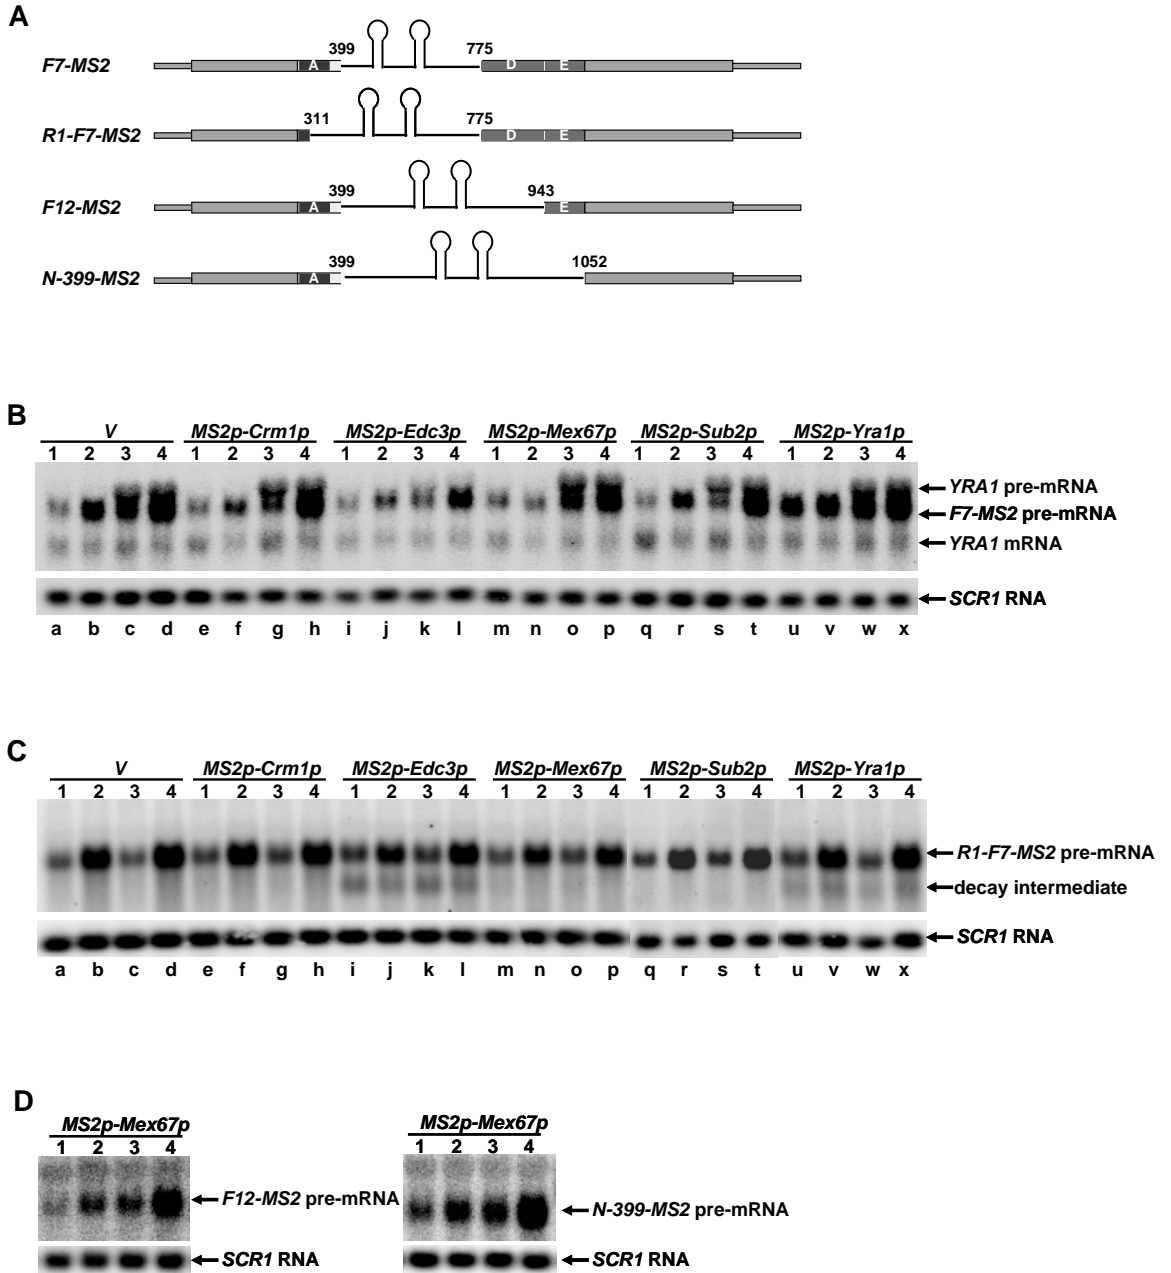 A
F7-MS2 399 775 A D E
R1-F7-MS2 311 775 D E
F12-MS2 399 943 A E
N-399-MS2 399 1052 A
B
V MS2p-Crm1p MS2p-Edc3p MS2p-Mex67p MS2p-Sub2p MS2p-Yra1p
1 2 3 4 1 2 3 4 1 2 3 4 1 2 3 4 1 2 3 4 1 2 3 4
YRA1 pre-mRNA
F7-MS2 pre-mRNA
YRA1 mRNA
SCR1 RNA
a b c d e f g h i j k l m n o p q r s t u v w x
C
V MS2p-Crm1p MS2p-Edc3p MS2p-Mex67p MS2p-Sub2p MS2p-Yra1p
1 2 3 4 1 2 3 4 1 2 3 4 1 2 3 4 1 2 3 4 1 2 3 4
R1-F7-MS2 pre-mRNA
decay intermediate
SCR1 RNA
a b c d e f g h i j k l m n o p q r s t u v w x
D
MS2p-Mex67p MS2p-Mex67p
1 2 3 4 1 2 3 4
F12-MS2 pre-mRNA N-399-MS2 pre-mRNA
SCR1 RNA SCR1 RNA